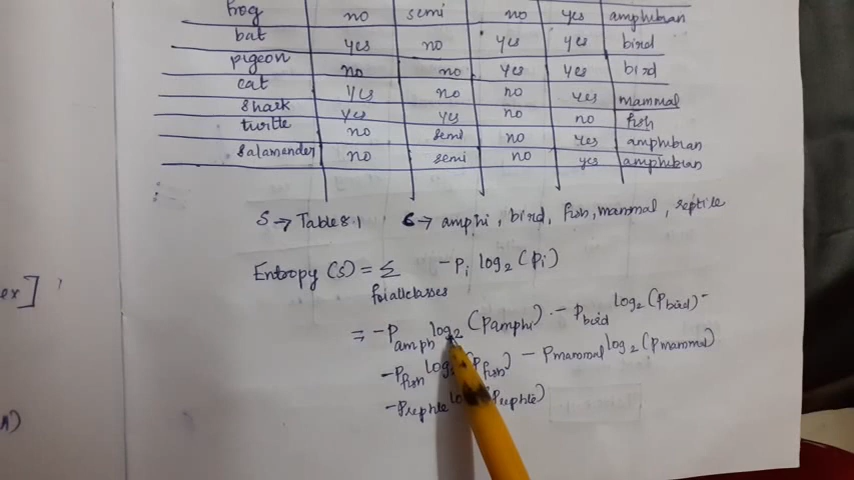 frog no semi no yes amphibian
bat yes no yes yes bird
pigeon no no yes yes bird
cat yes no no yes mammal
shark yes yes no no fish
turtle no semi no yes amphibian
salamander no semi no yes amphibian
S → Table 8.1 C → amphi, bird, fish, mammal, reptile
ex]
Entropy (S) = Σ -Pi log2 (Pi)
for all classes
= -Pamph log2 (Pamphi) - Pbird log2 (Pbird) -
-Pfish log2 (Pfish) - Pmammal log2 (Pmammal)
-Preptile (Preptile)